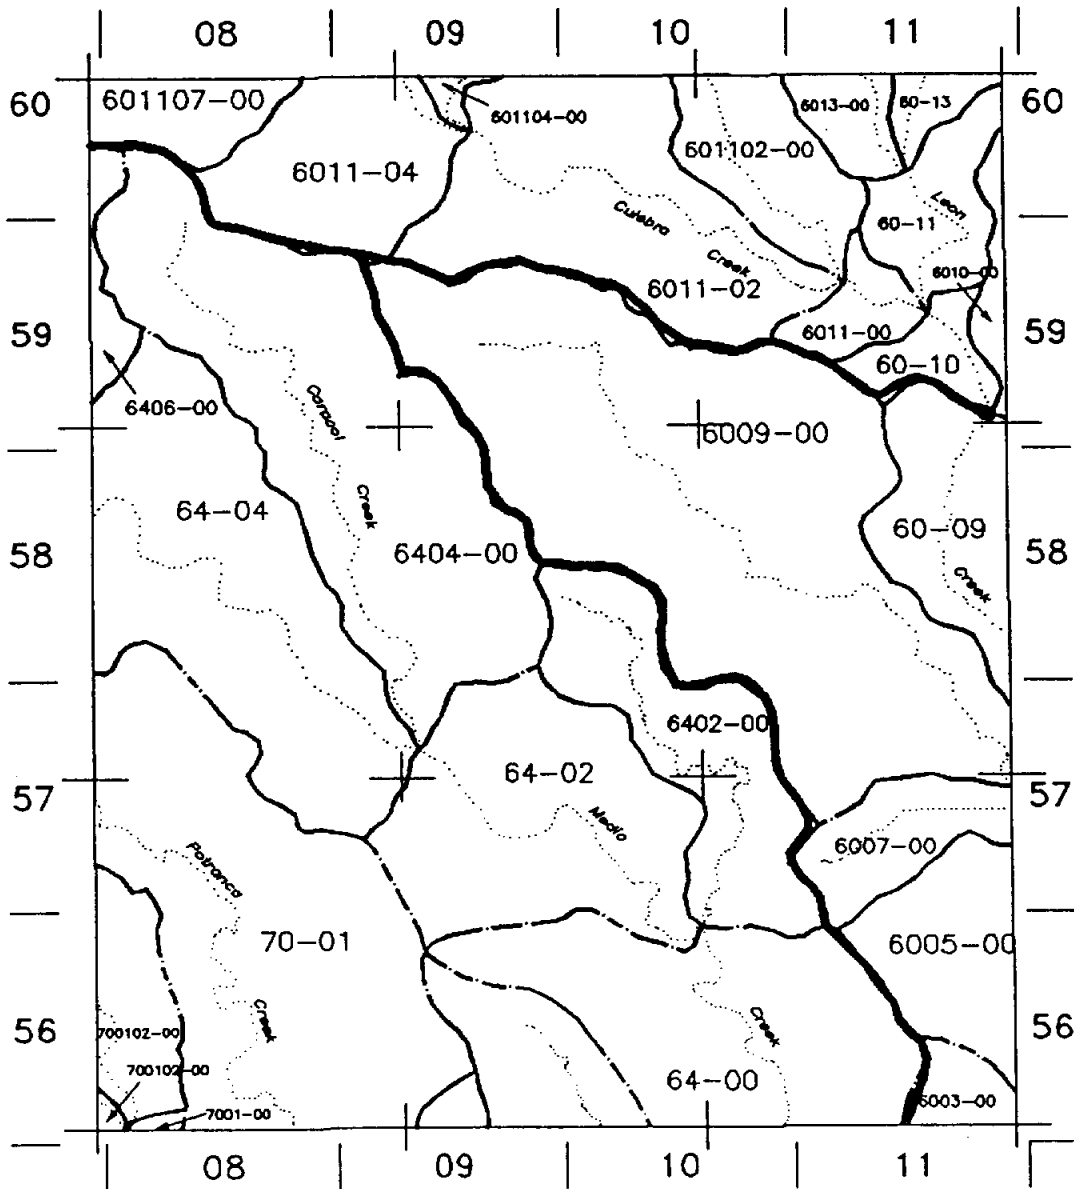 08 09 10 11
60 601107-00 6013-00 60-13 60
601104-00
601102-00
6011-04
Culebra Leon
60-11
Creek 6010-00
6011-02
59 6011-00 59
60-10
6406-00 Caracol
6009-00
64-04 Creek
60-09
58 6404-00 58
Creek
6402-00
64-02
57 Medio 57
6007-00
Potranco
70-01 6005-00
56 700102-00 Creek Creek 56
700102-00 64-00
7001-00 6003-00
08 09 10 11